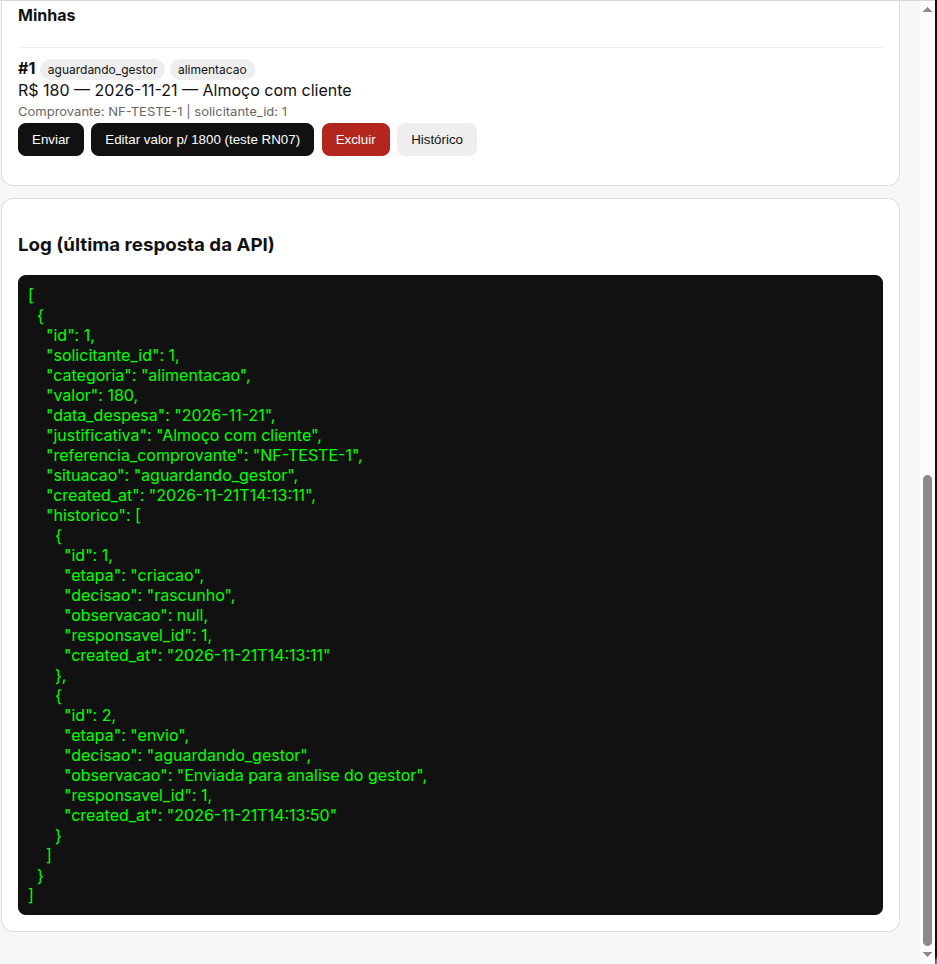 Minhas
#1 aguardando_gestor alimentacao
R$ 180 — 2026-11-21 — Almoço com cliente
Comprovante: NF-TESTE-1 | solicitante_id: 1
Enviar Editar valor p/ 1800 (teste RN07) Excluir Histórico
Log (última resposta da API)
[
{
"id": 1,
"solicitante_id": 1,
"categoria": "alimentacao",
"valor": 180,
"data_despesa": "2026-11-21",
"justificativa": "Almoço com cliente",
"referencia_comprovante": "NF-TESTE-1",
"situacao": "aguardando_gestor",
"created_at": "2026-11-21T14:13:11",
"historico": [
{
"id": 1,
"etapa": "criacao",
"decisao": "rascunho",
"observacao": null,
"responsavel_id": 1,
"created_at": "2026-11-21T14:13:11"
},
{
"id": 2,
"etapa": "envio",
"decisao": "aguardando_gestor",
"observacao": "Enviada para analise do gestor",
"responsavel_id": 1,
"created_at": "2026-11-21T14:13:50"
}
]
}
]